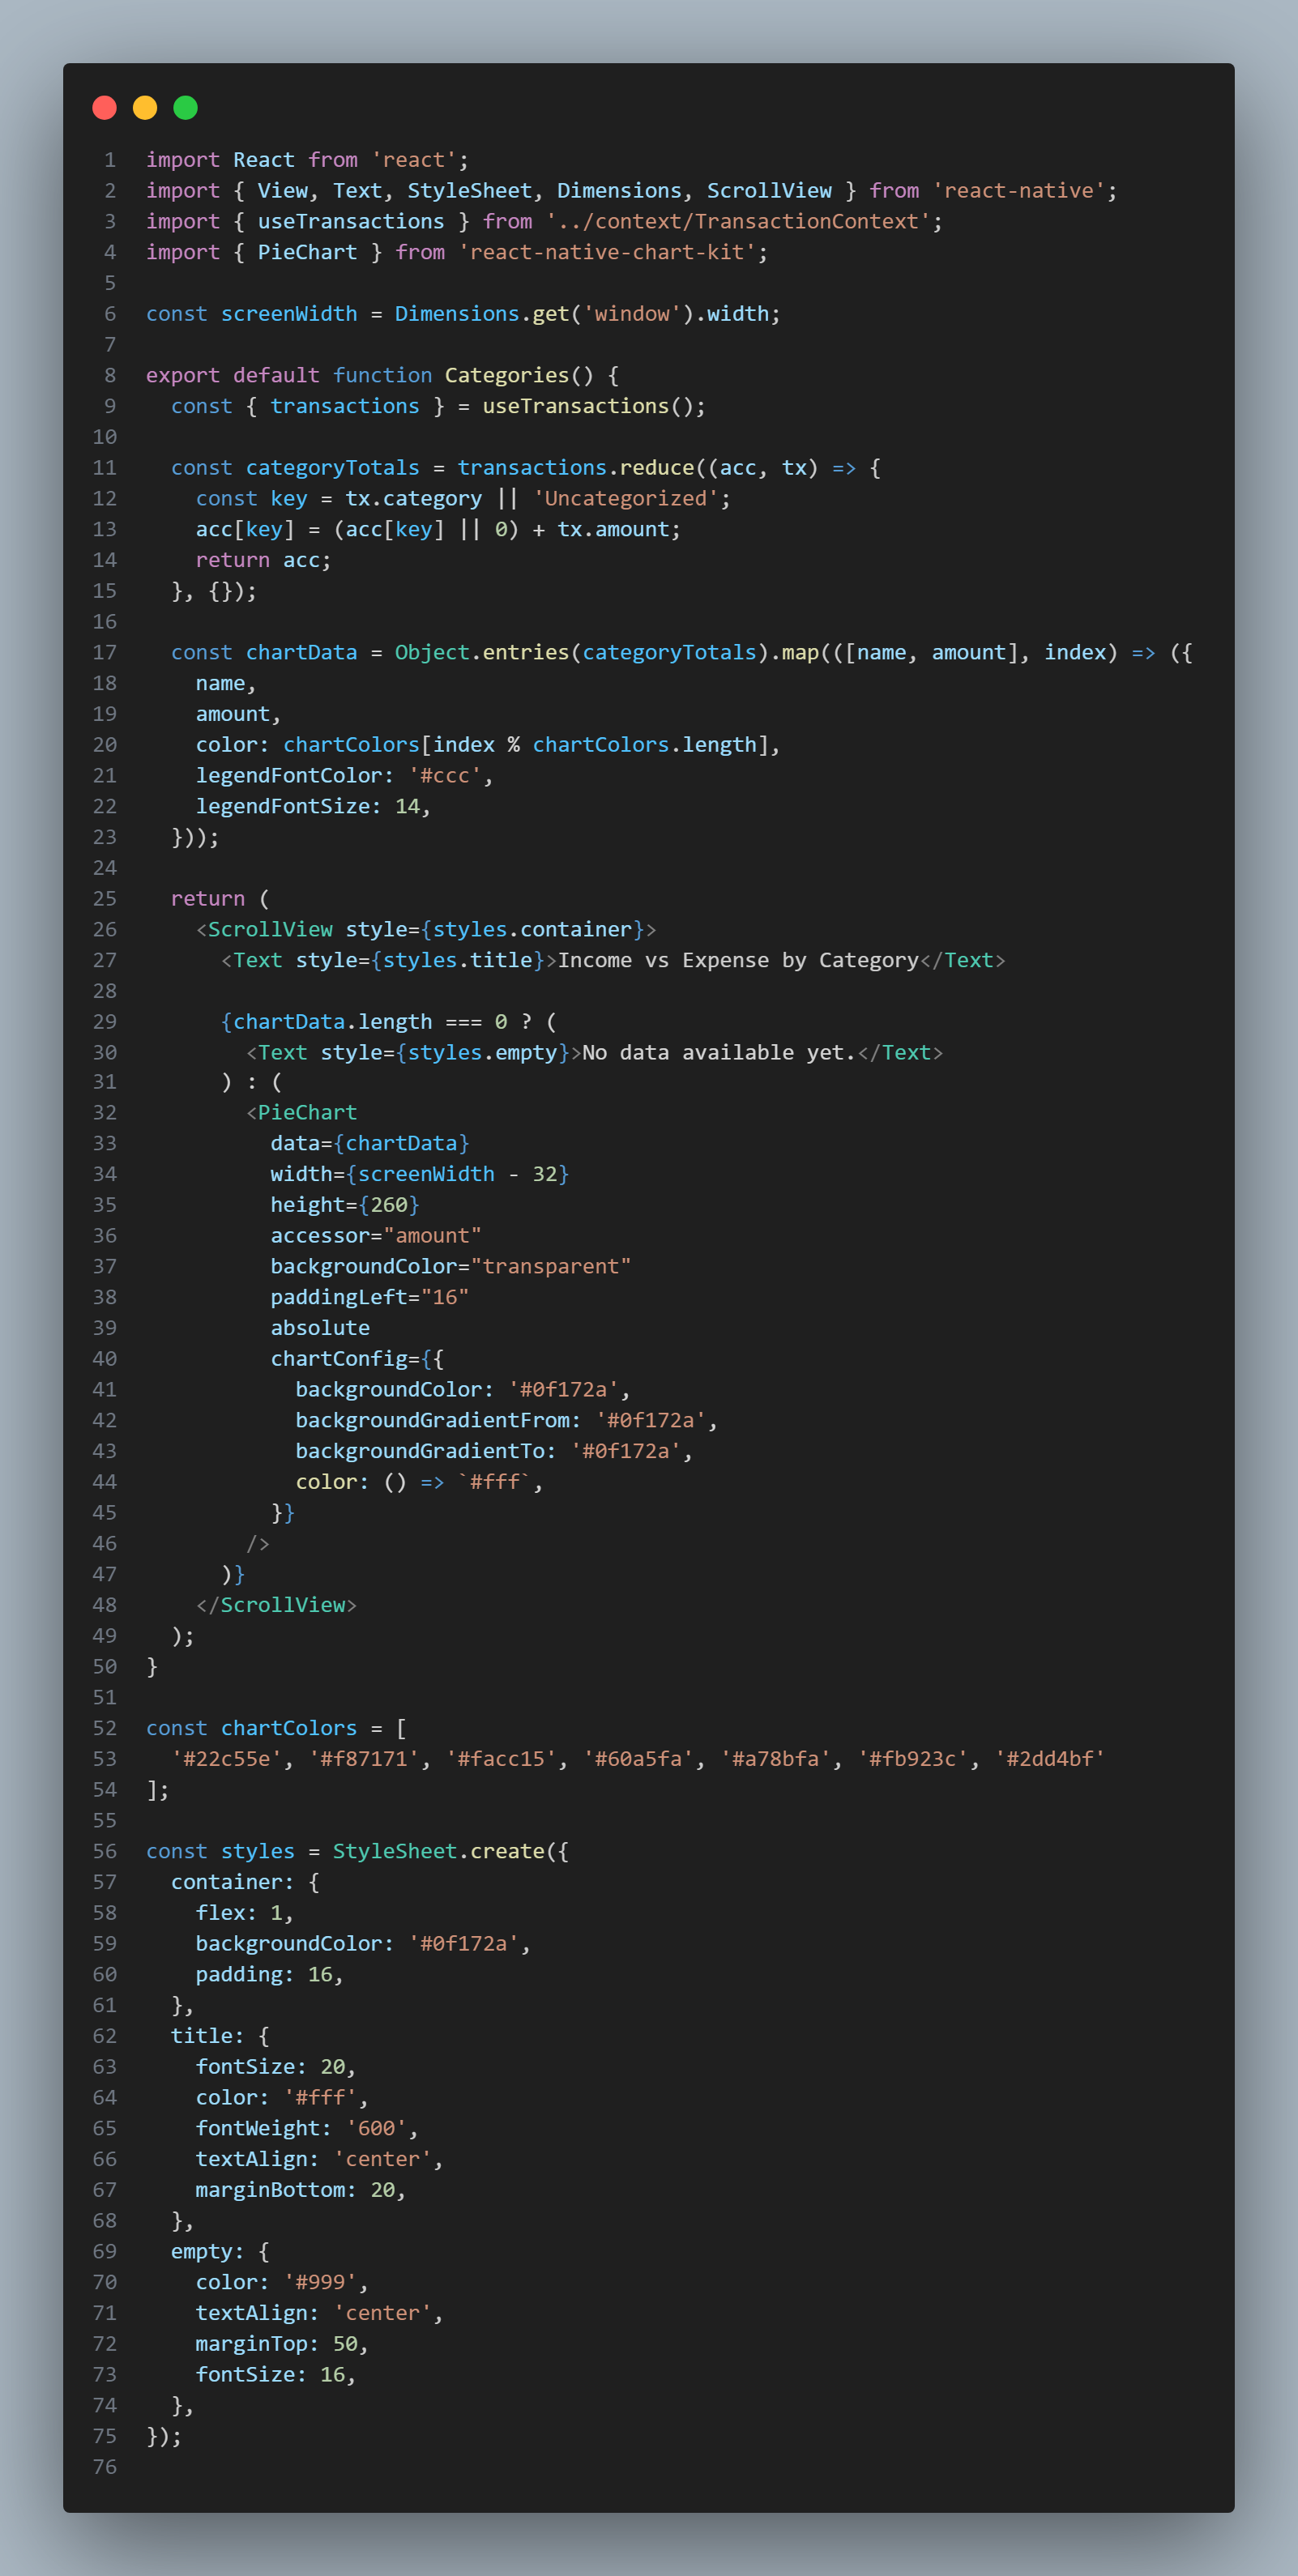 1 import React from 'react';
2 import { View, Text, StyleSheet, Dimensions, ScrollView } from 'react-native';
3 import { useTransactions } from '../context/TransactionContext';
4 import { PieChart } from 'react-native-chart-kit';
5
6 const screenWidth = Dimensions.get('window').width;
7
8 export default function Categories() {
9   const { transactions } = useTransactions();
10
11   const categoryTotals = transactions.reduce((acc, tx) => {
12     const key = tx.category || 'Uncategorized';
13     acc[key] = (acc[key] || 0) + tx.amount;
14     return acc;
15   }, {});
16
17   const chartData = Object.entries(categoryTotals).map(([name, amount], index) => ({
18     name,
19     amount,
20     color: chartColors[index % chartColors.length],
21     legendFontColor: '#ccc',
22     legendFontSize: 14,
23   }));
24
25   return (
26     <ScrollView style={styles.container}>
27       <Text style={styles.title}>Income vs Expense by Category</Text>
28
29       {chartData.length === 0 ? (
30         <Text style={styles.empty}>No data available yet.</Text>
31       ) : (
32         <PieChart
33           data={chartData}
34           width={screenWidth - 32}
35           height={260}
36           accessor="amount"
37           backgroundColor="transparent"
38           paddingLeft="16"
39           absolute
40           chartConfig={{
41             backgroundColor: '#0f172a',
42             backgroundGradientFrom: '#0f172a',
43             backgroundGradientTo: '#0f172a',
44             color: () => `#fff`,
45           }}
46         />
47       )}
48     </ScrollView>
49   );
50 }
51
52 const chartColors = [
53   '#22c55e', '#f87171', '#facc15', '#60a5fa', '#a78bfa', '#fb923c', '#2dd4bf'
54 ];
55
56 const styles = StyleSheet.create({
57   container: {
58     flex: 1,
59     backgroundColor: '#0f172a',
60     padding: 16,
61   },
62   title: {
63     fontSize: 20,
64     color: '#fff',
65     fontWeight: '600',
66     textAlign: 'center',
67     marginBottom: 20,
68   },
69   empty: {
70     color: '#999',
71     textAlign: 'center',
72     marginTop: 50,
73     fontSize: 16,
74   },
75 });
76